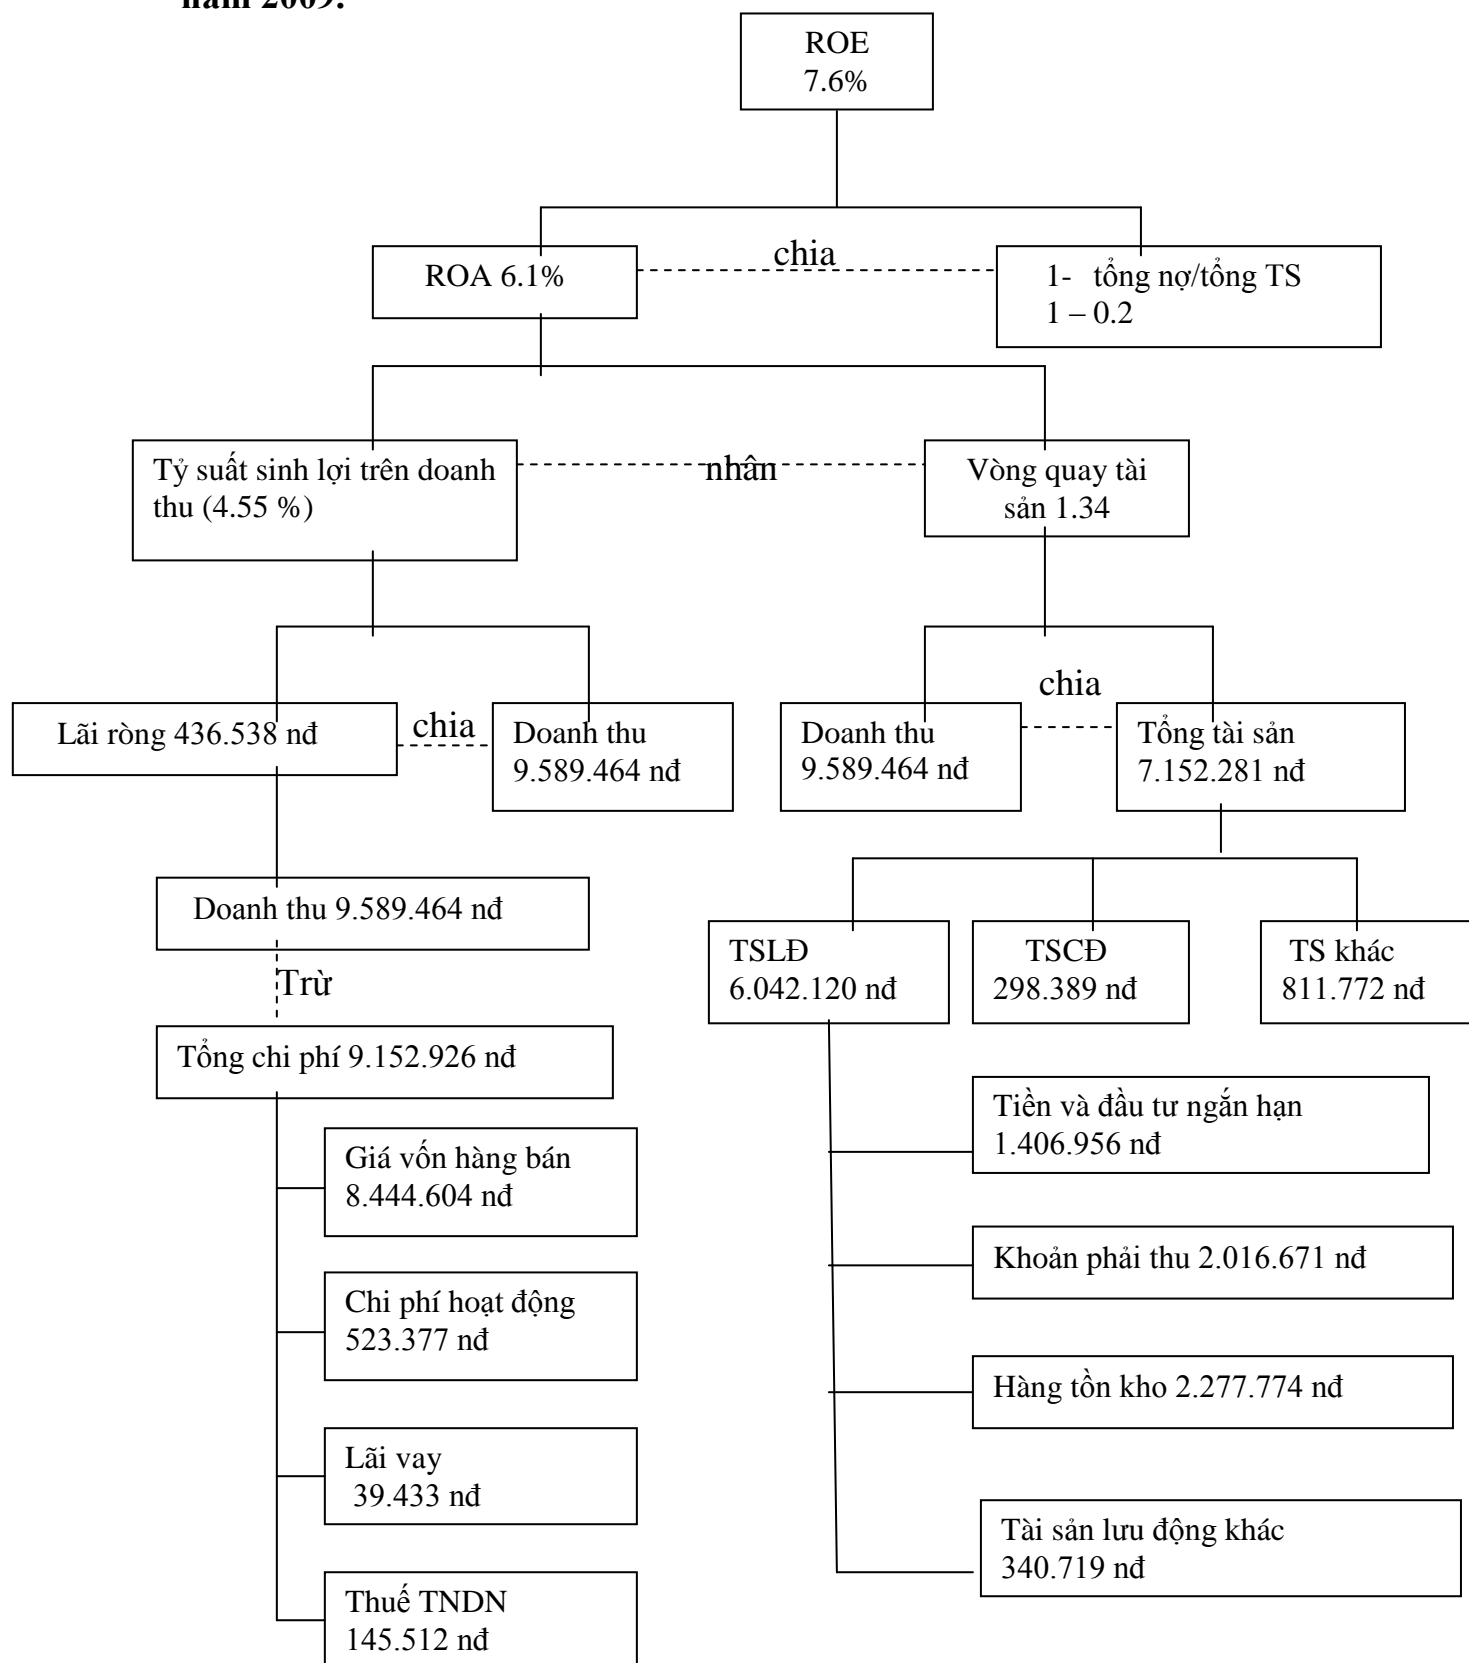 năm 2009.
ROE
7.6%
ROA 6.1%
chia
1- tổng nợ/tổng TS
1 – 0.2
Tỷ suất sinh lợi trên doanh
thu (4.55 %)
nhân
Vòng quay tài
sản 1.34
Lãi ròng 436.538 nđ
chia
Doanh thu
9.589.464 nđ
Doanh thu
9.589.464 nđ
chia
Tổng tài sản
7.152.281 nđ
Doanh thu 9.589.464 nđ
Trừ
Tổng chi phí 9.152.926 nđ
Giá vốn hàng bán
8.444.604 nđ
Chi phí hoạt động
523.377 nđ
Lãi vay
39.433 nđ
Thuế TNDN
145.512 nđ
TSLĐ
6.042.120 nđ
TSCĐ
298.389 nđ
TS khác
811.772 nđ
Tiền và đầu tư ngắn hạn
1.406.956 nđ
Khoản phải thu 2.016.671 nđ
Hàng tồn kho 2.277.774 nđ
Tài sản lưu động khác
340.719 nđ